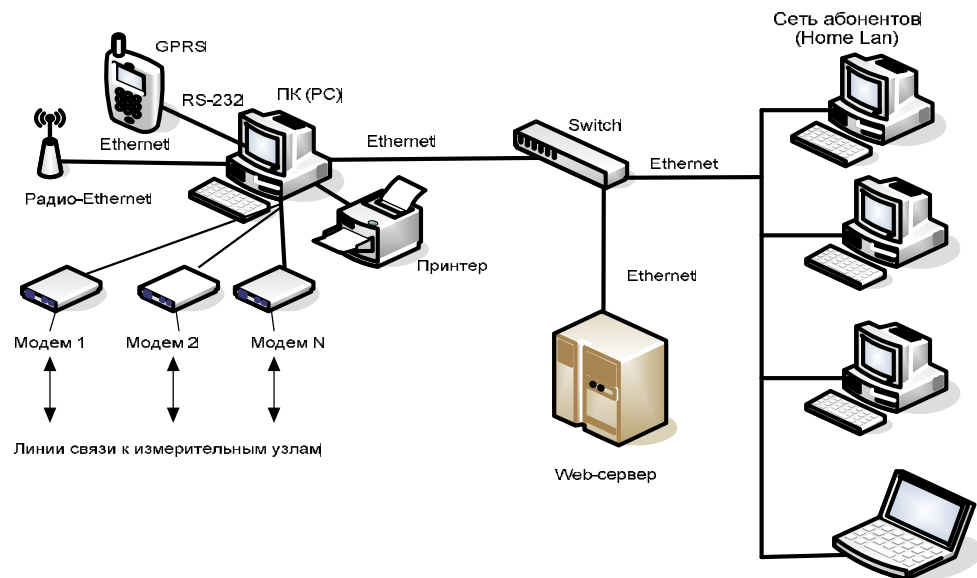 Сеть абонентов
(Home Lan)
GPRS
RS-232
ПК (PC)
Ethernet
Ethernet
Switch
Ethernet
Радио-Ethernet
Принтер
Ethernet
Модем 1
Модем 2
Модем N
Линии связи к измерительным узлам
Web-сервер